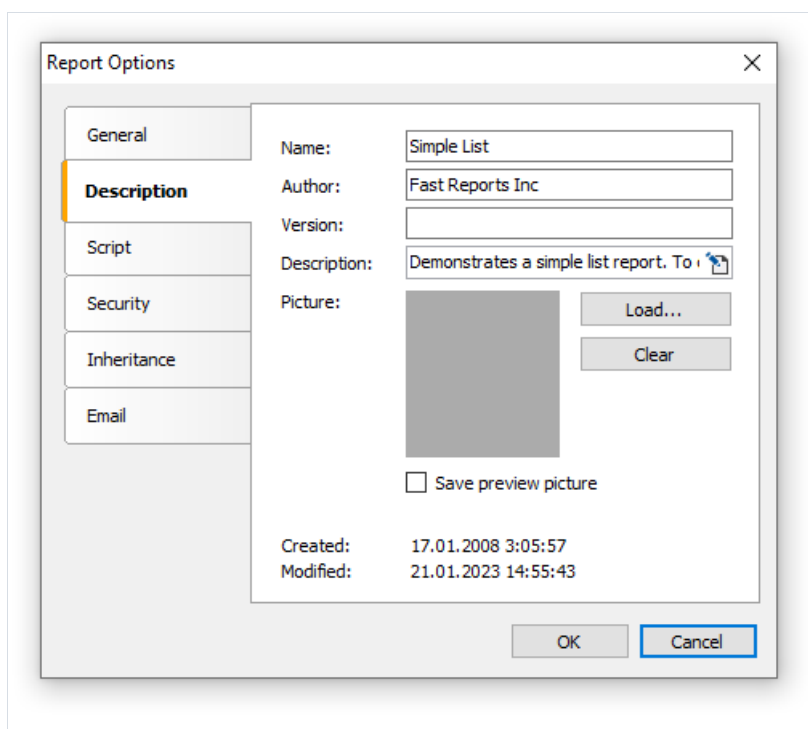 Report Options
General
Description
Script
Security
Inheritance
Email
Name: Simple List
Author: Fast Reports Inc
Version:
Description: Demonstrates a simple list report. To
Picture: Load...
Clear
Save preview picture
Created: 17.01.2008 3:05:57
Modified: 21.01.2023 14:55:43
OK Cancel